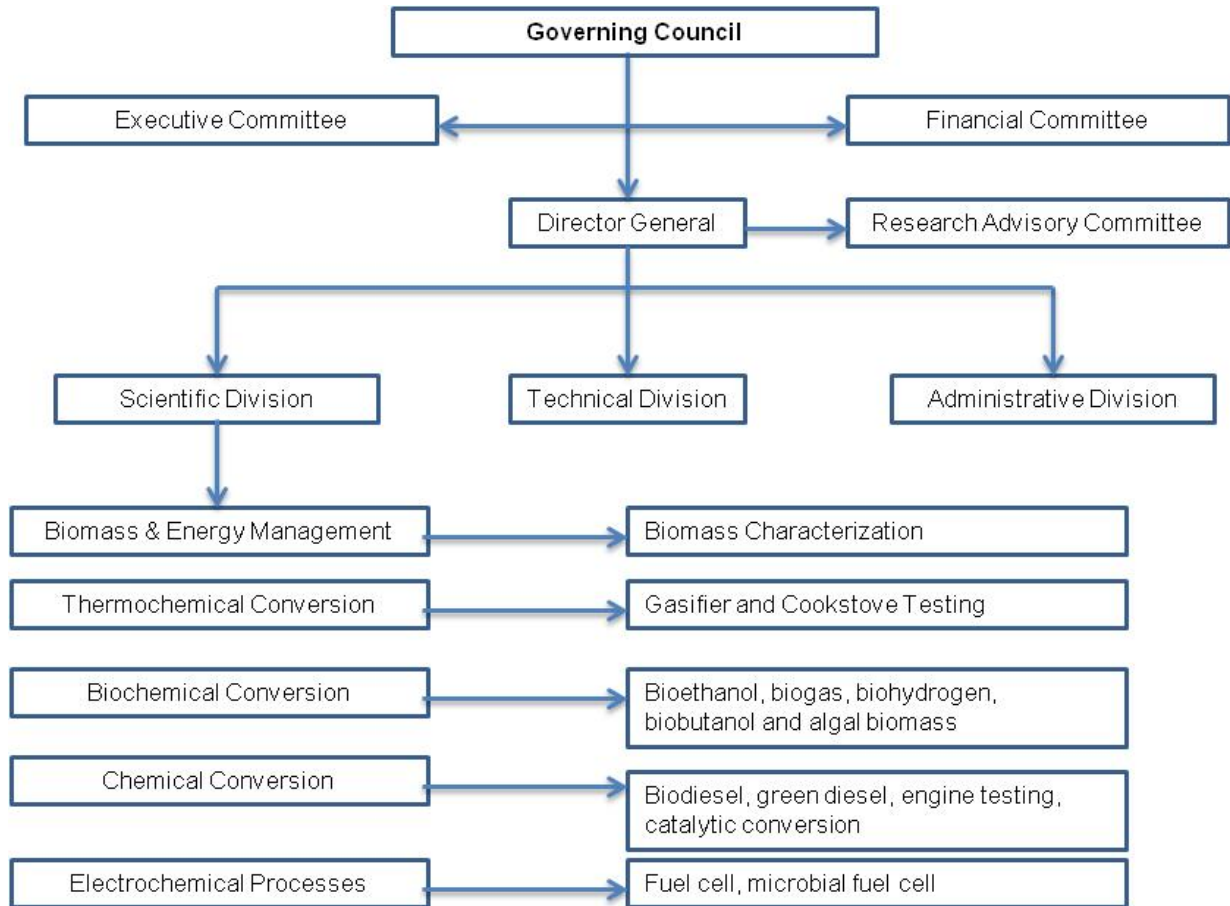 Governing Council
Executive Committee
Financial Committee
Director General
Research Advisory Committee
Scientific Division
Technical Division
Administrative Division
Biomass & Energy Management
Biomass Characterization
Thermochemical Conversion
Gasifier and Cookstove Testing
Biochemical Conversion
Bioethanol, biogas, biohydrogen,
biobutanol and algal biomass
Chemical Conversion
Biodiesel, green diesel, engine testing,
catalytic conversion
Electrochemical Processes
Fuel cell, microbial fuel cell